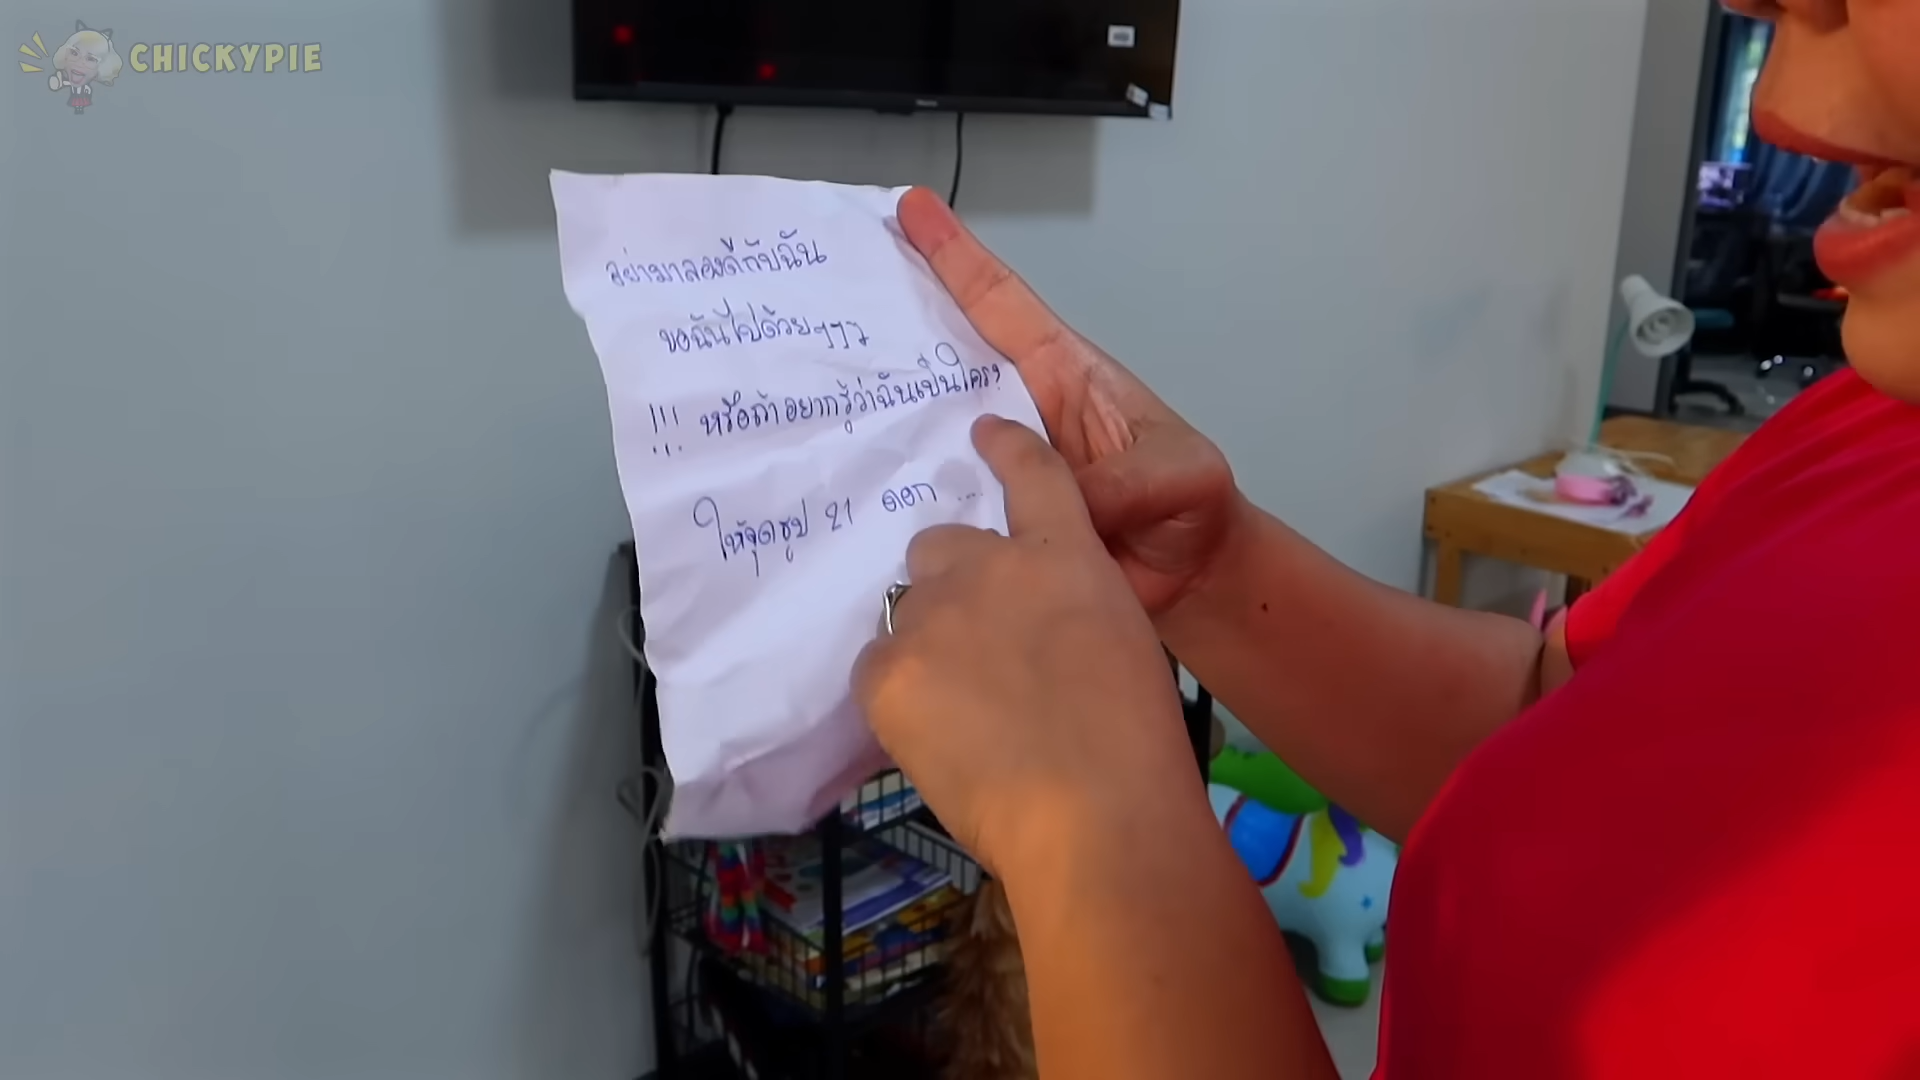 CHICKYPIE
อย่ามาลองดีกับฉัน
ขอฉันไปด้วยๆๆๆ
!!! หรือถ้าอยากรู้ว่าฉันเป็นใคร?
ให้จุดธูป 21 ดอก ....